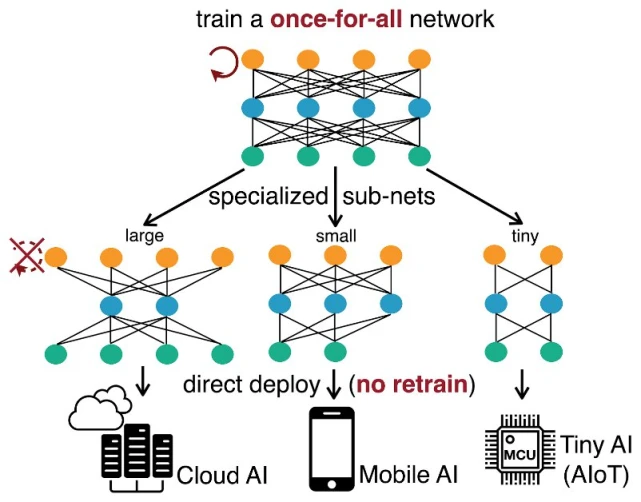 train a once-for-all network
specialized sub-nets
large
small
tiny
direct deploy (no retrain)
Cloud AI
Mobile AI
MCU
Tiny AI
(AIoT)